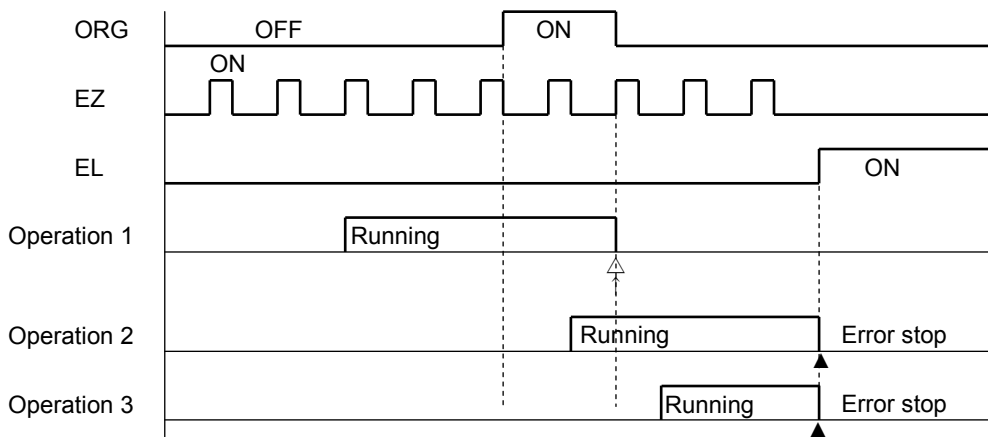 ORG OFF ON
ON
EZ
EL ON
Operation 1 Running
Operation 2 Running Error stop
Operation 3 Running Error stop